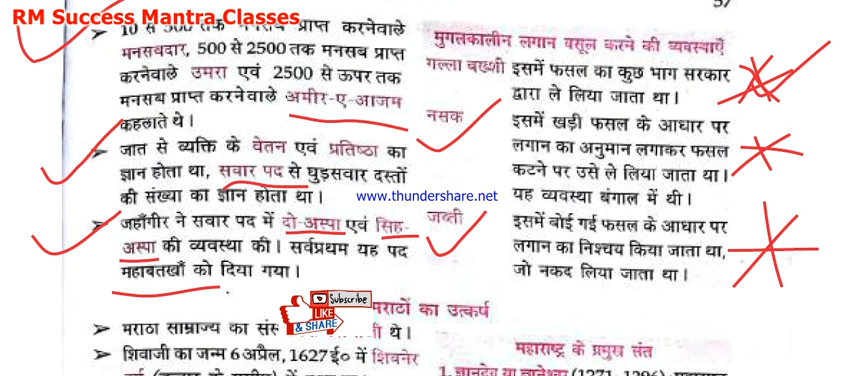 RM Success Mantra Classes
57
➤ 10 से 500 तक मनसब प्राप्त करनेवाले
मनसबदार, 500 से 2500 तक मनसब प्राप्त
करनेवाले उमरा एवं 2500 से ऊपर तक
मनसब प्राप्त करनेवाले अमीर-ए-आजम
कहलाते थे।
➤ जात से व्यक्ति के वेतन एवं प्रतिष्ठा का
ज्ञान होता था, सवार पद से घुड़सवार दस्तों
की संख्या का ज्ञान होता था।
➤ जहाँगीर ने सवार पद में दो-अस्पा एवं सिह-
अस्पा की व्यवस्था की। सर्वप्रथम यह पद
महाबतखाँ को दिया गया।
मुगलकालीन लगान वसूल करने की व्यवस्थाएँ
गल्ला बख्शी इसमें फसल का कुछ भाग सरकार
द्वारा ले लिया जाता था।
नसक इसमें खड़ी फसल के आधार पर
लगान का अनुमान लगाकर फसल
कटने पर उसे ले लिया जाता था।
यह व्यवस्था बंगाल में थी।
जब्ती इसमें बोई गई फसल के आधार पर
लगान का निश्चय किया जाता था,
जो नकद लिया जाता था।
www.thundershare.net
Subscribe
LIKE
& SHARE
मराठों का उत्कर्ष
➤ मराठा साम्राज्य का संस थे।
➤ शिवाजी का जन्म 6 अप्रैल, 1627 ई० में शिवनेर
महाराष्ट्र के प्रमुख संत
1. ज्ञानदेव या ज्ञानेश्वर (1271-1296)